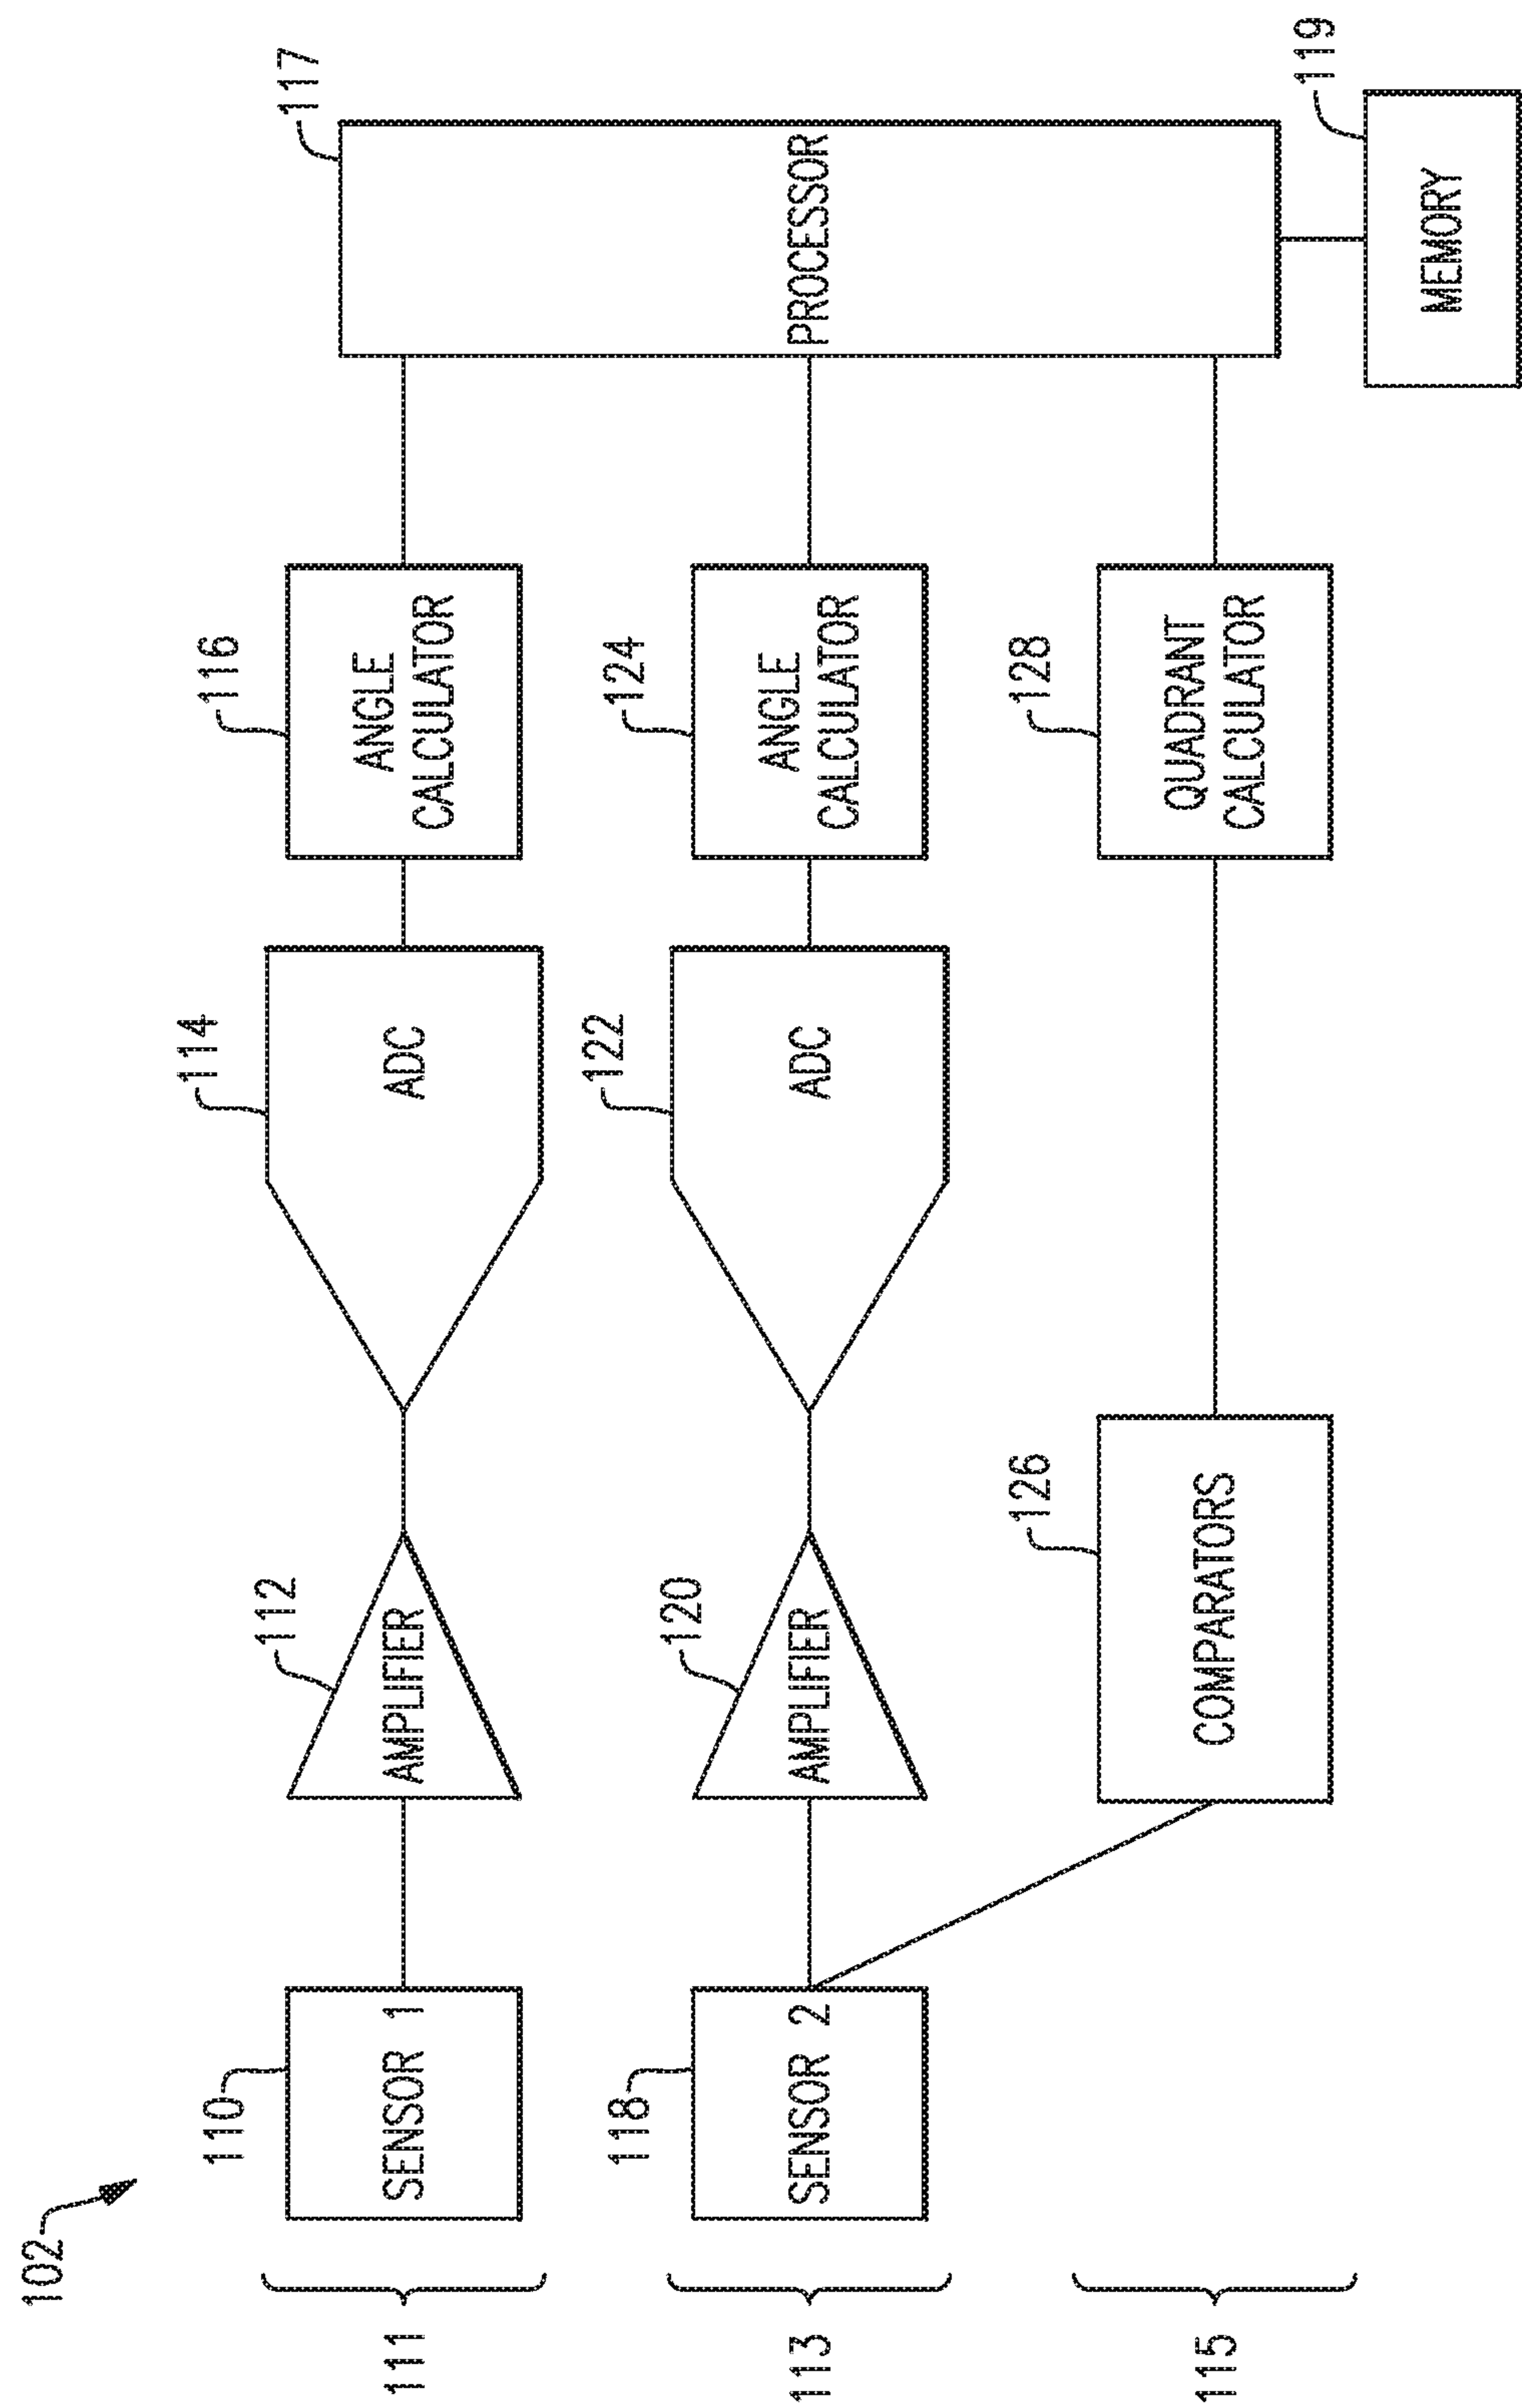 102
111
110
SENSOR 1
112
AMPLIFIER
114
ADC
116
ANGLE
CALCULATOR
117
PROCESSOR
113
118
SENSOR 2
120
AMPLIFIER
122
ADC
124
ANGLE
CALCULATOR
115
126
COMPARATORS
128
QUADRANT
CALCULATOR
119
MEMORY